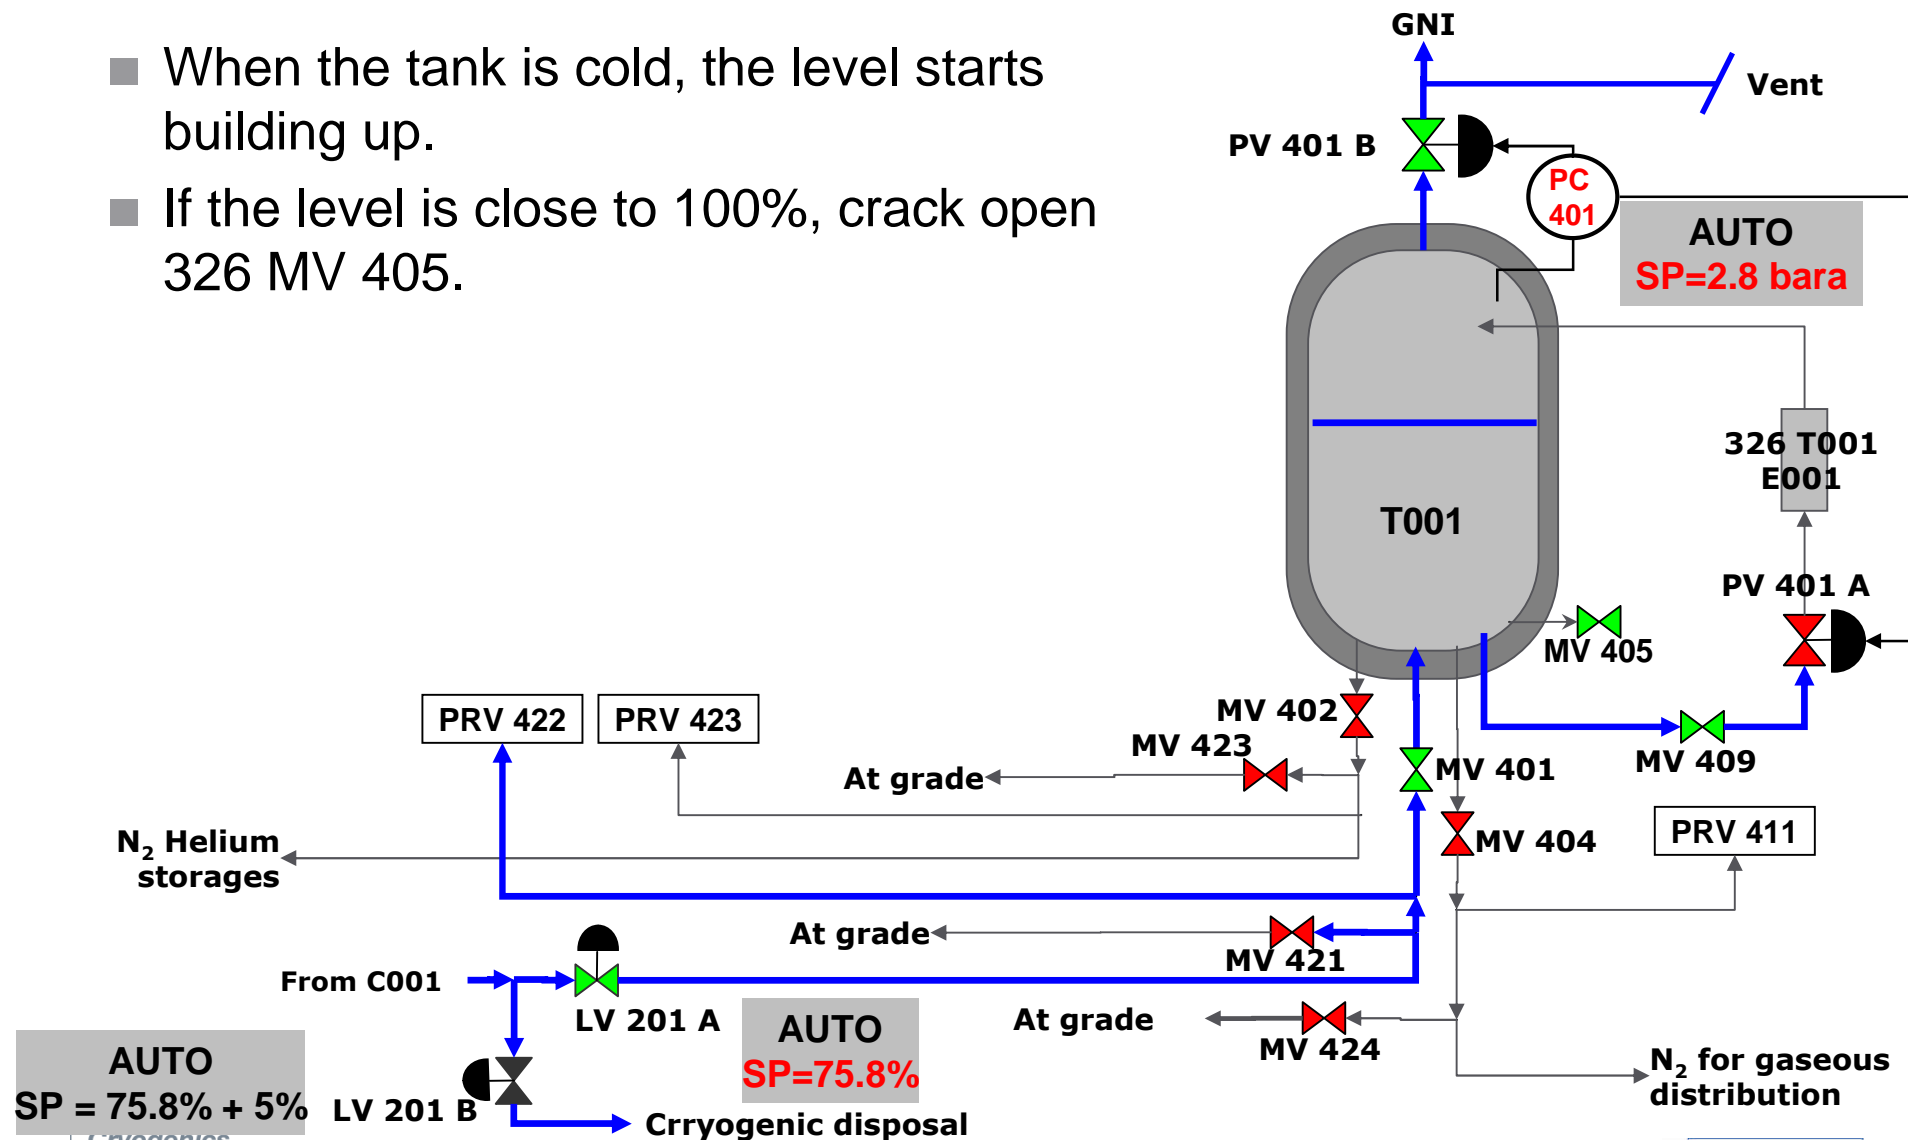 When the tank is cold, the level starts
building up.
If the level is close to 100%, crack open
326 MV 405.
GNI
Vent
PV 401 B
PC
401
AUTO
SP=2.8 bara
326 T001
E001
T001
PV 401 A
MV 405
MV 402
PRV 422
PRV 423
MV 423
At grade
MV 401
MV 409
N2 Helium
storages
MV 404
PRV 411
At grade
MV 421
From C001
LV 201 A
AUTO
SP=75.8%
At grade
MV 424
AUTO
SP = 75.8% + 5%
LV 201 B
N2 for gaseous
distribution
Crryogenic disposal
Cryogenics